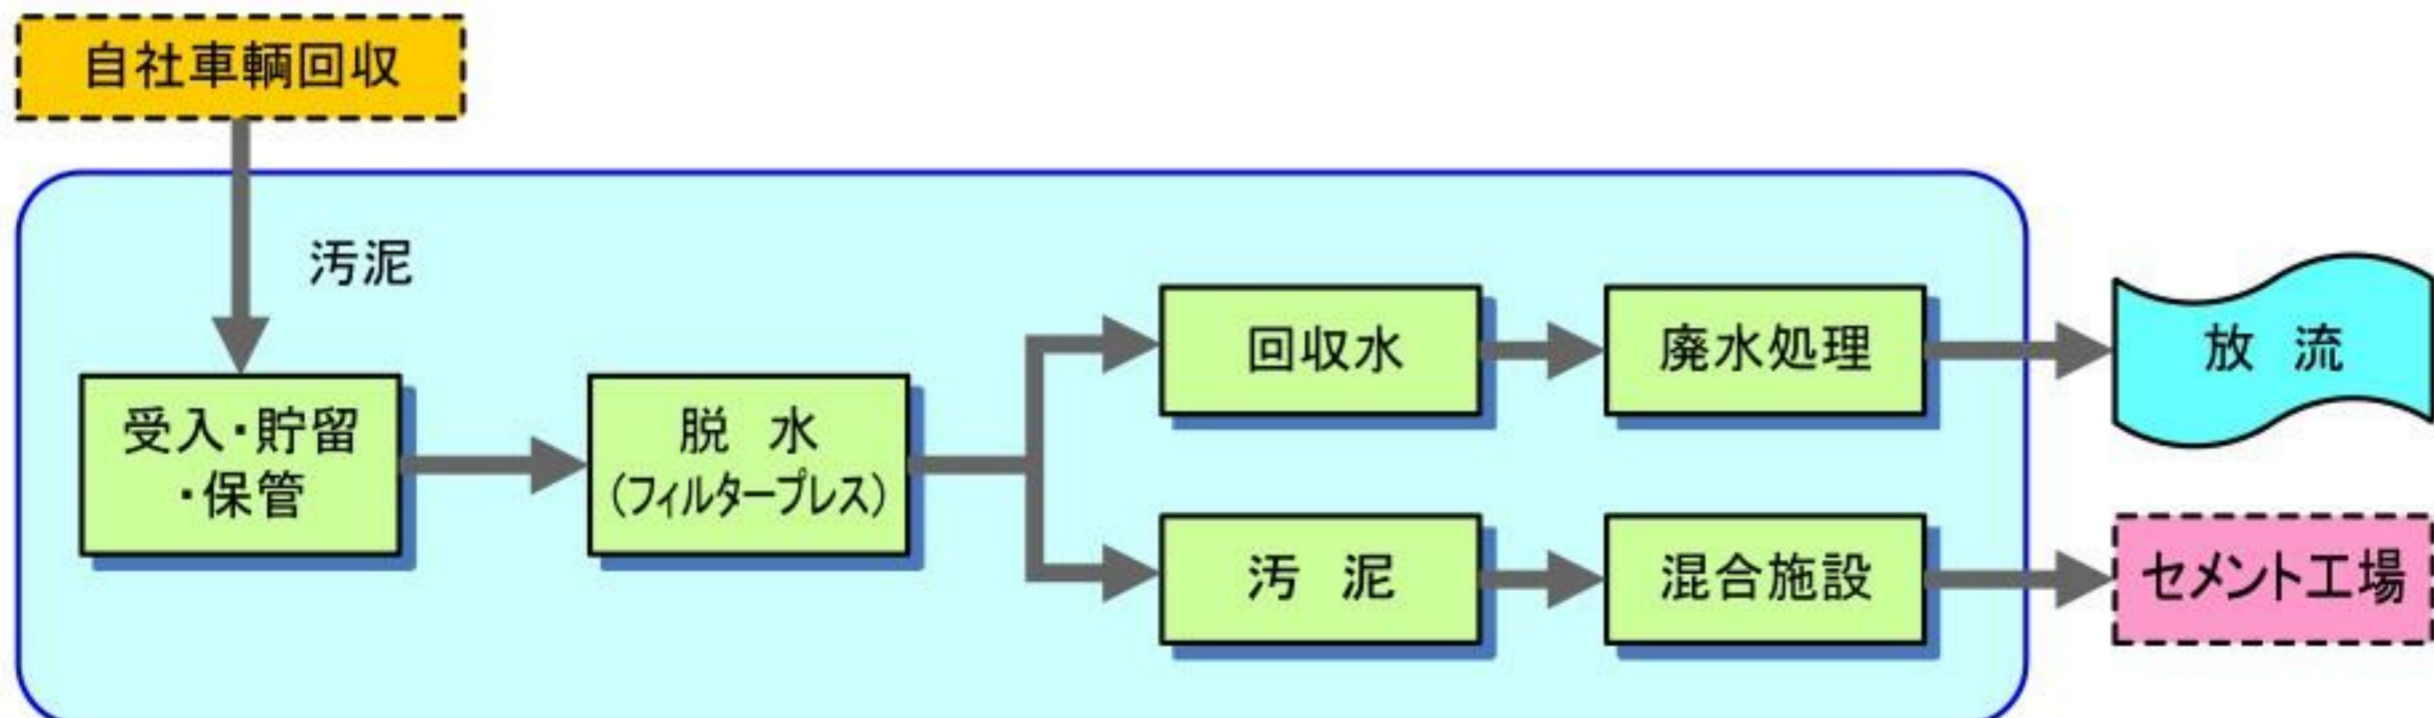 自社車輌回収
汚泥
受入・貯留
・保管
脱 水
（フィルタープレス）
回収水
廃水処理
放 流
汚 泥
混合施設
セメント工場